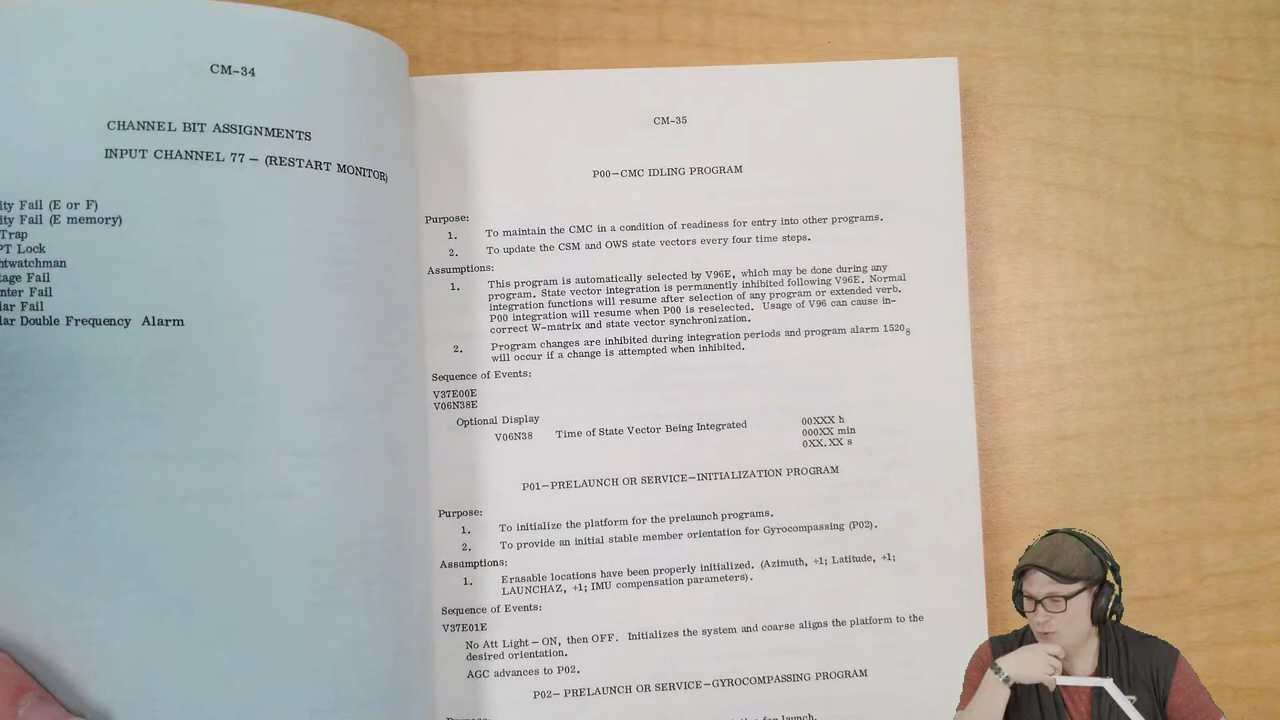 CM-34
CHANNEL BIT ASSIGNMENTS
INPUT CHANNEL 77 — (RESTART MONITOR)
ity Fail (E or F)
ity Fail (E memory)
Trap
PT Lock
htwatchman
tage Fail
nter Fail
lar Fail
lar Double Frequency Alarm
CM-35
P00—CMC IDLING PROGRAM
Purpose:
1. To maintain the CMC in a condition of readiness for entry into other programs.
2. To update the CSM and OWS state vectors every four time steps.
Assumptions:
1. This program is automatically selected by V96E, which may be done during any
program. State vector integration is permanently inhibited following V96E. Normal
integration functions will resume after selection of any program or extended verb.
P00 integration will resume when P00 is reselected. Usage of V96 can cause in-
correct W-matrix and state vector synchronization.
2. Program changes are inhibited during integration periods and program alarm 1520₈
will occur if a change is attempted when inhibited.
Sequence of Events:
V37E00E
V06N38E
Optional Display
V06N38 Time of State Vector Being Integrated 00XXX h
000XX min
0XX.XX s
P01—PRELAUNCH OR SERVICE—INITIALIZATION PROGRAM
Purpose:
1. To initialize the platform for the prelaunch programs.
2. To provide an initial stable member orientation for Gyrocompassing (P02).
Assumptions:
1. Erasable locations have been properly initialized. (Azimuth, +1; Latitude, +1;
LAUNCHAZ, +1; IMU compensation parameters).
Sequence of Events:
V37E01E
No Att Light — ON, then OFF. Initializes the system and coarse aligns the platform to the
desired orientation.
AGC advances to P02.
P02— PRELAUNCH OR SERVICE—GYROCOMPASSING PROGRAM
for launch.